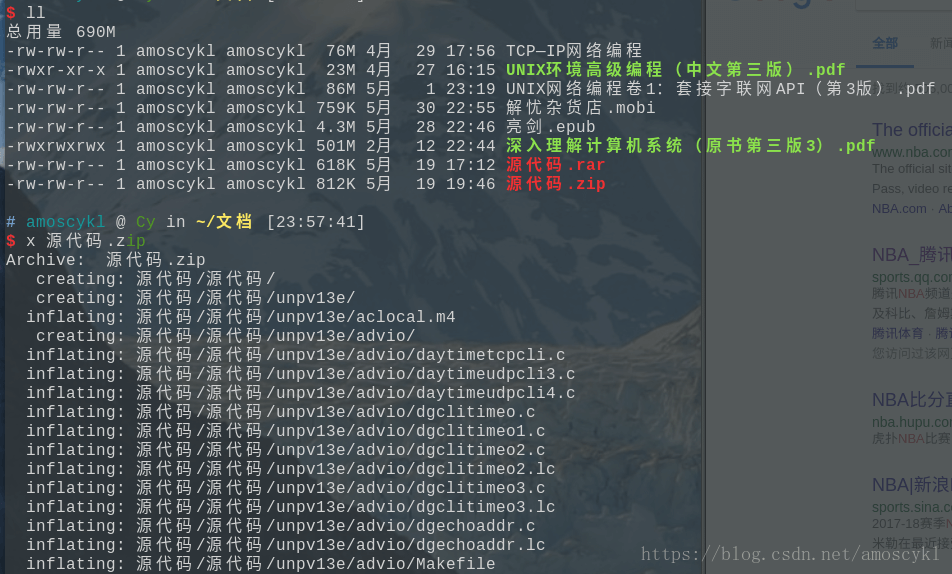 $ ll
总用量 690M
-rw-rw-r-- 1 amoscykl amoscykl  76M 4月  29 17:56 TCP—IP网络编程
-rwxr-xr-x 1 amoscykl amoscykl  23M 4月  27 16:15 UNIX环境高级编程（中文第三版）.pdf
-rw-rw-r-- 1 amoscykl amoscykl  86M 5月   1 23:19 UNIX网络编程卷1：套接字联网API（第3版）.pdf
-rw-rw-r-- 1 amoscykl amoscykl 759K 5月  30 22:55 解忧杂货店.mobi
-rw-rw-r-- 1 amoscykl amoscykl 4.3M 5月  28 22:46 亮剑.epub
-rwxrwxrwx 1 amoscykl amoscykl 501M 2月  12 22:44 深入理解计算机系统（原书第三版3）.pdf
-rw-rw-r-- 1 amoscykl amoscykl 618K 5月  19 17:12 源代码.rar
-rw-rw-r-- 1 amoscykl amoscykl 812K 5月  19 19:46 源代码.zip
# amoscykl @ Cy in ~/文档 [23:57:41]
$ x 源代码.zip
Archive:  源代码.zip
   creating: 源代码/源代码/
   creating: 源代码/源代码/unpv13e/
  inflating: 源代码/源代码/unpv13e/aclocal.m4
   creating: 源代码/源代码/unpv13e/advio/
  inflating: 源代码/源代码/unpv13e/advio/daytimetcpcli.c
  inflating: 源代码/源代码/unpv13e/advio/daytimeudpcli3.c
  inflating: 源代码/源代码/unpv13e/advio/daytimeudpcli4.c
  inflating: 源代码/源代码/unpv13e/advio/dgclitimeo.c
  inflating: 源代码/源代码/unpv13e/advio/dgclitimeo1.c
  inflating: 源代码/源代码/unpv13e/advio/dgclitimeo2.c
  inflating: 源代码/源代码/unpv13e/advio/dgclitimeo2.lc
  inflating: 源代码/源代码/unpv13e/advio/dgclitimeo3.c
  inflating: 源代码/源代码/unpv13e/advio/dgclitimeo3.lc
  inflating: 源代码/源代码/unpv13e/advio/dgechoaddr.c
  inflating: 源代码/源代码/unpv13e/advio/dgechoaddr.lc
  inflating: 源代码/源代码/unpv13e/advio/Makefile
全部 新闻
The official
www.nba.com
The official
Pass, video
NBA.com
NBA_腾讯
sports.qq.com
腾讯NBA频道
及科比、詹姆
腾讯体育
您访问过该网
NBA比分直
nba.hupu.com
虎扑NBA比赛
NBA|新浪
sports.sina.c
2017-18赛季
米勒在最近接
https://blog.csdn.net/amoscykl